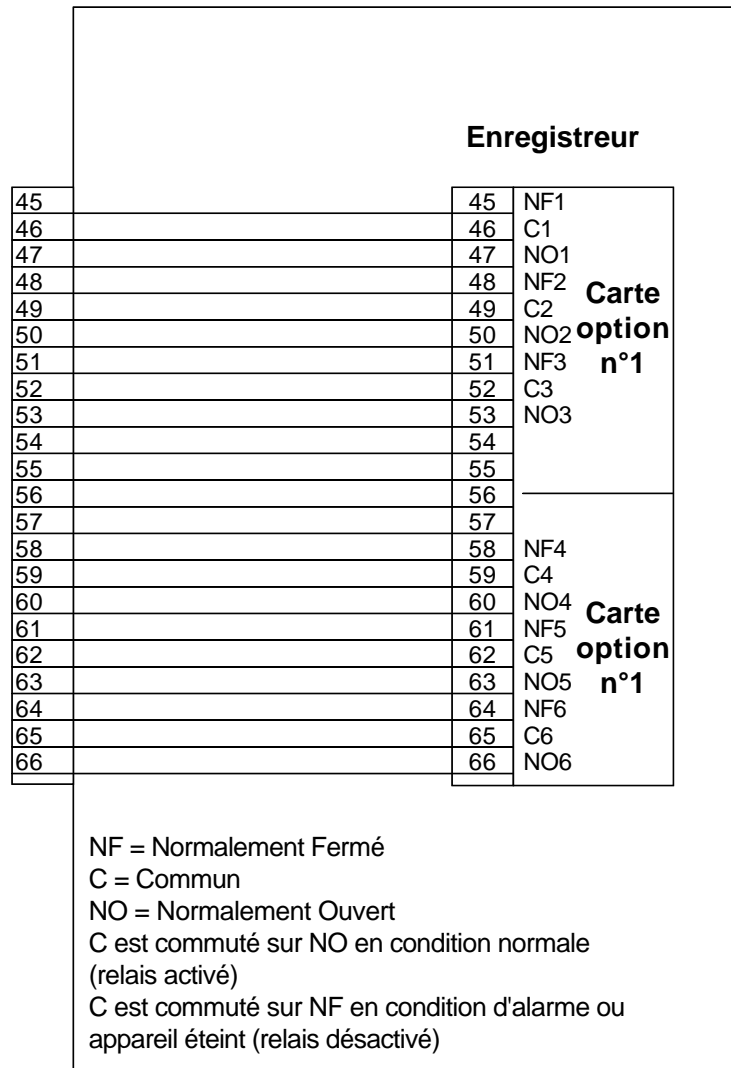 Enregistreur
45 45 NF1
46 46 C1
47 47 NO1
48 48 NF2
49 49 C2
50 50 NO2
51 51 NF3
52 52 C3
53 53 NO3
54 54
55 55
56 56
57 57
58 58 NF4
59 59 C4
60 60 NO4
61 61 NF5
62 62 C5
63 63 NO5
64 64 NF6
65 65 C6
66 66 NO6
Carte
option
n°1
Carte
option
n°1
NF = Normalement Fermé
C = Commun
NO = Normalement Ouvert
C est commuté sur NO en condition normale
(relais activé)
C est commuté sur NF en condition d'alarme ou
appareil éteint (relais désactivé)